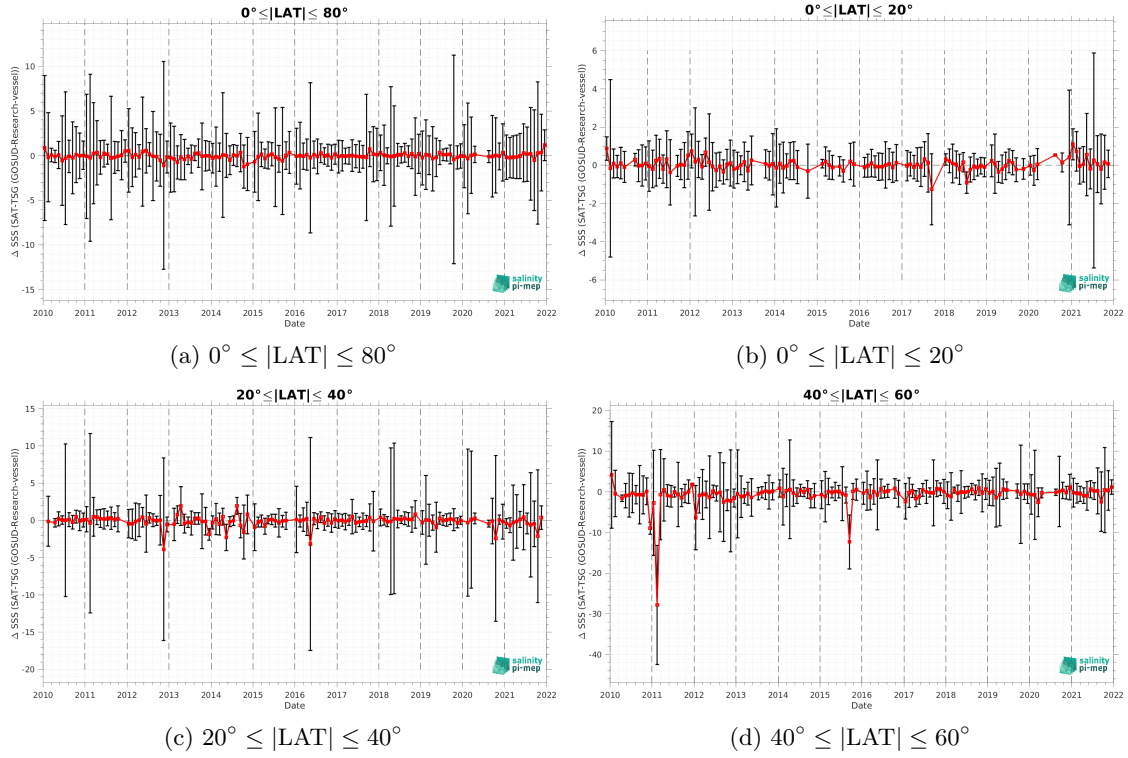 0°≤|LAT|≤ 80°
Δ SSS (SAT-TSG (GOSUD-Research-vessel))
10
5
0
-5
-10
-15
2010 2011 2012 2013 2014 2015 2016 2017 2018 2019 2020 2021 2022
Date
salinity
pi-mep
(a) 0° ≤ |LAT| ≤ 80°
0°≤|LAT|≤ 20°
Δ SSS (SAT-TSG (GOSUD-Research-vessel))
6
4
2
0
-2
-4
-6
2010 2011 2012 2013 2014 2015 2016 2017 2018 2019 2020 2021 2022
Date
salinity
pi-mep
(b) 0° ≤ |LAT| ≤ 20°
20°≤|LAT|≤ 40°
Δ SSS (SAT-TSG (GOSUD-Research-vessel))
15
10
5
0
-5
-10
-15
-20
2010 2011 2012 2013 2014 2015 2016 2017 2018 2019 2020 2021 2022
Date
salinity
pi-mep
(c) 20° ≤ |LAT| ≤ 40°
40°≤|LAT|≤ 60°
Δ SSS (SAT-TSG (GOSUD-Research-vessel))
20
10
0
-10
-20
-30
-40
2010 2011 2012 2013 2014 2015 2016 2017 2018 2019 2020 2021 2022
Date
salinity
pi-mep
(d) 40° ≤ |LAT| ≤ 60°